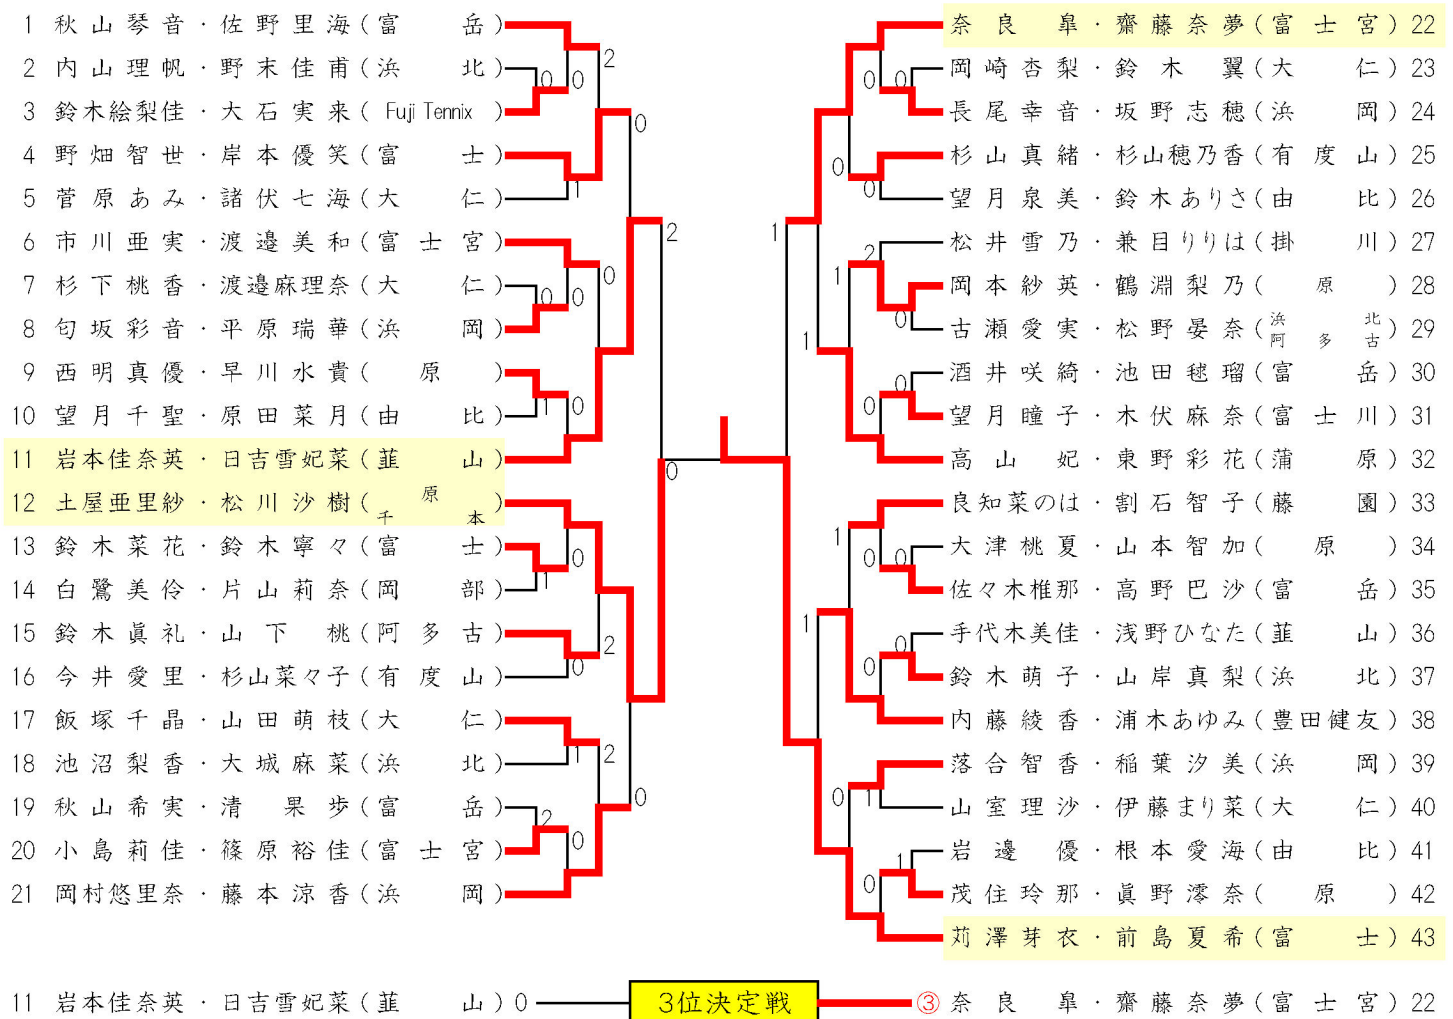 1 秋山琴音・佐野里海(富岳)
2 内山理帆・野末佳甫(浜北)
3 鈴木絵梨佳・大石実来(Fuji Tennix)
4 野畑智世・岸本優笑(富士)
5 菅原あみ・諸伏七海(大仁)
6 市川亜実・渡邉美和(富士宮)
7 杉下桃香・渡邉麻理奈(大仁)
8 匂坂彩音・平原瑞華(浜岡)
9 西明真優・早川水貴(原)
10 望月千聖・原田菜月(由比)
11 岩本佳奈英・日吉雪妃菜(韮山)
12 土屋亜里紗・松川沙樹(原 千本)
13 鈴木菜花・鈴木寧々(富士)
14 白鷺美伶・片山莉奈(岡部)
15 鈴木眞礼・山下桃(阿多古)
16 今井愛里・杉山菜々子(有度山)
17 飯塚千晶・山田萌枝(大仁)
18 池沼梨香・大城麻菜(浜北)
19 秋山希実・清果歩(富岳)
20 小島莉佳・篠原裕佳(富士宮)
21 岡村悠里奈・藤本涼香(浜岡)
2
0 0
0
1
2
0
0 0
1 0
0
0
1
2
0
1 2
0
2 0
奈良皐・齋藤奈夢(富士宮)22
岡崎杏梨・鈴木翼(大仁)23
長尾幸音・坂野志穂(浜岡)24
杉山真緒・杉山穂乃香(有度山)25
望月泉美・鈴木ありさ(由比)26
松井雪乃・兼目りりは(掛川)27
岡本紗英・鶴淵梨乃(原)28
古瀬愛実・松野晏奈(浜北 阿多古)29
酒井咲綺・池田毬瑠(富岳)30
望月瞳子・木伏麻奈(富士川)31
高山妃・東野彩花(蒲原)32
良知菜のは・割石智子(藤園)33
大津桃夏・山本智加(原)34
佐々木椎那・高野巴沙(富岳)35
手代木美佳・浅野ひなた(韮山)36
鈴木萌子・山岸真梨(浜北)37
内藤綾香・浦木あゆみ(豊田健友)38
落合智香・稲葉汐美(浜岡)39
山室理沙・伊藤まり菜(大仁)40
岩邊優・根本愛海(由比)41
茂住玲那・眞野澪奈(原)42
苅澤芽衣・前島夏希(富士)43
0 0
0
0
1
2
1
0
1
0
0
1
0 0
0
1
0
0
1
1
0
11 岩本佳奈英・日吉雪妃菜(韮山)0 3位決定戦 ③ 奈良皐・齋藤奈夢(富士宮)22